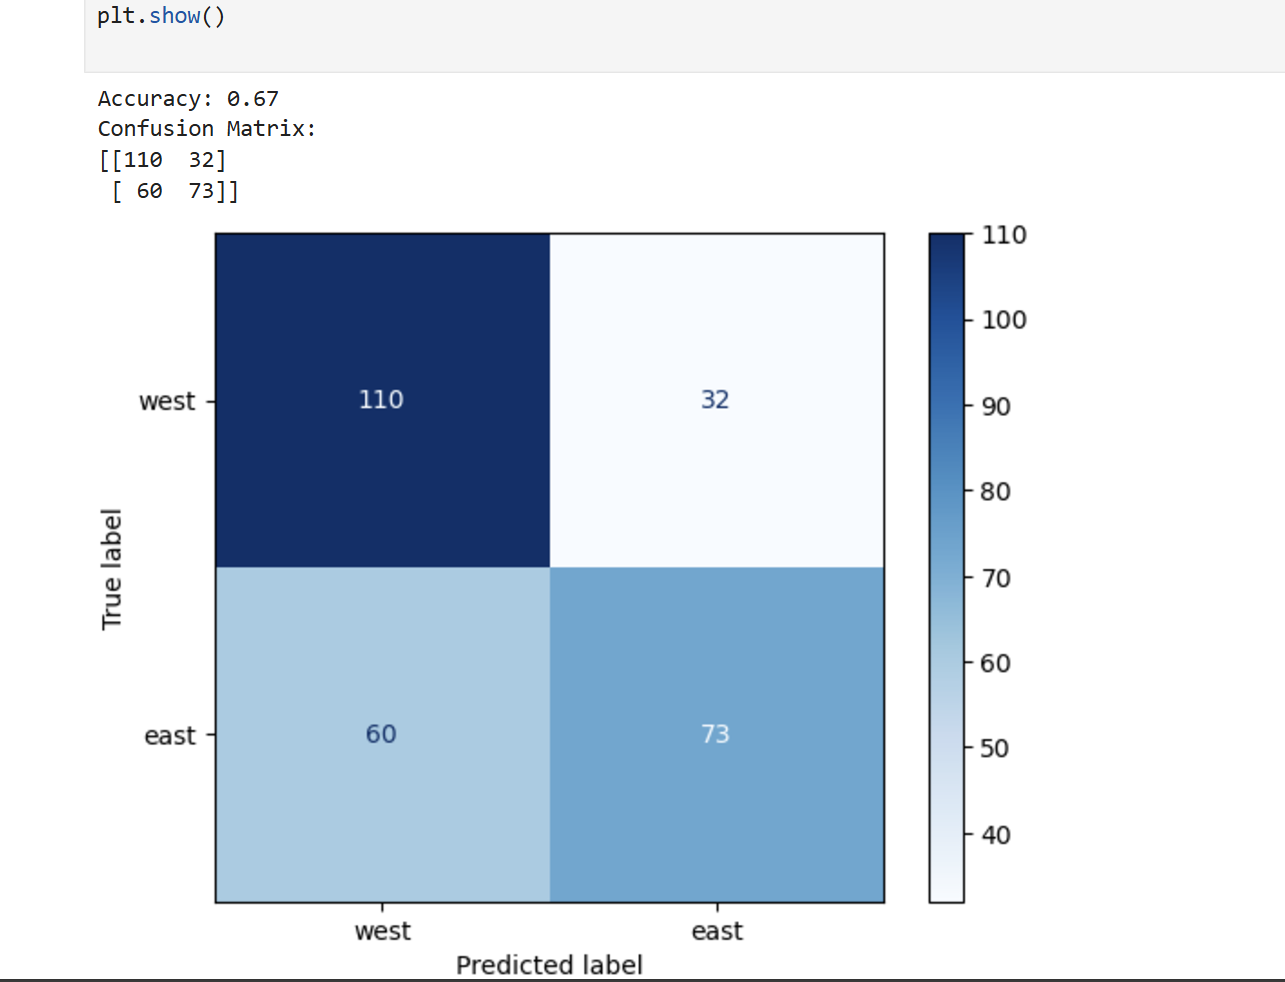 plt.show()
Accuracy: 0.67
Confusion Matrix:
[[110  32]
 [ 60  73]]
110
32
60
73
west
east
True label
west
east
Predicted label
110
100
90
80
70
60
50
40